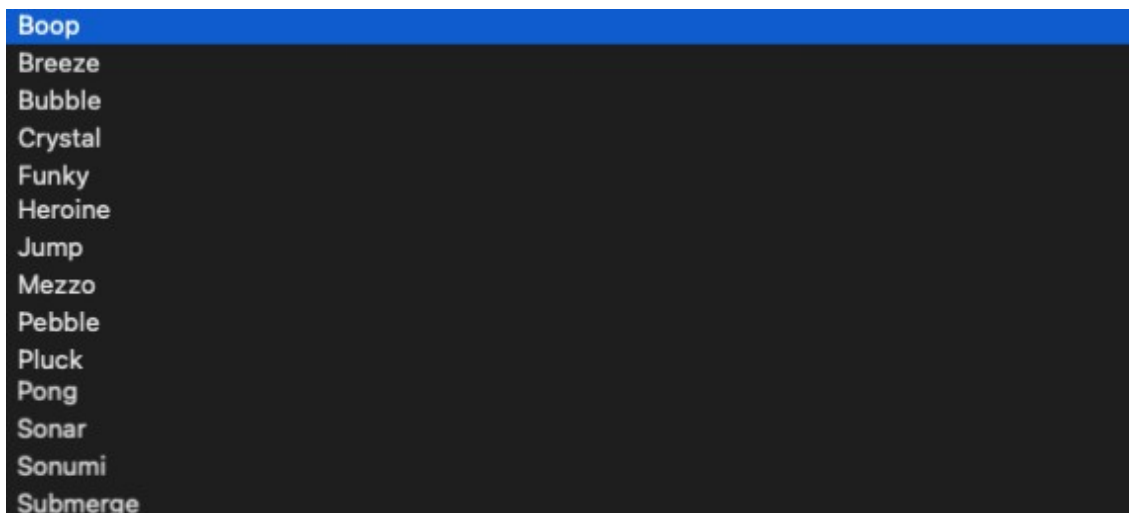 Boop
Breeze
Bubble
Crystal
Funky
Heroine
Jump
Mezzo
Pebble
Pluck
Pong
Sonar
Sonumi
Submerge